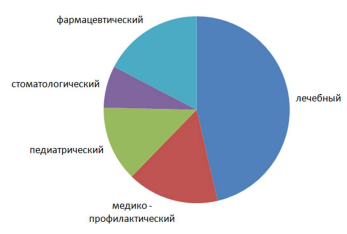 фармацевтический
стоматологический
лечебный
педиатрический
медико -
профилактический